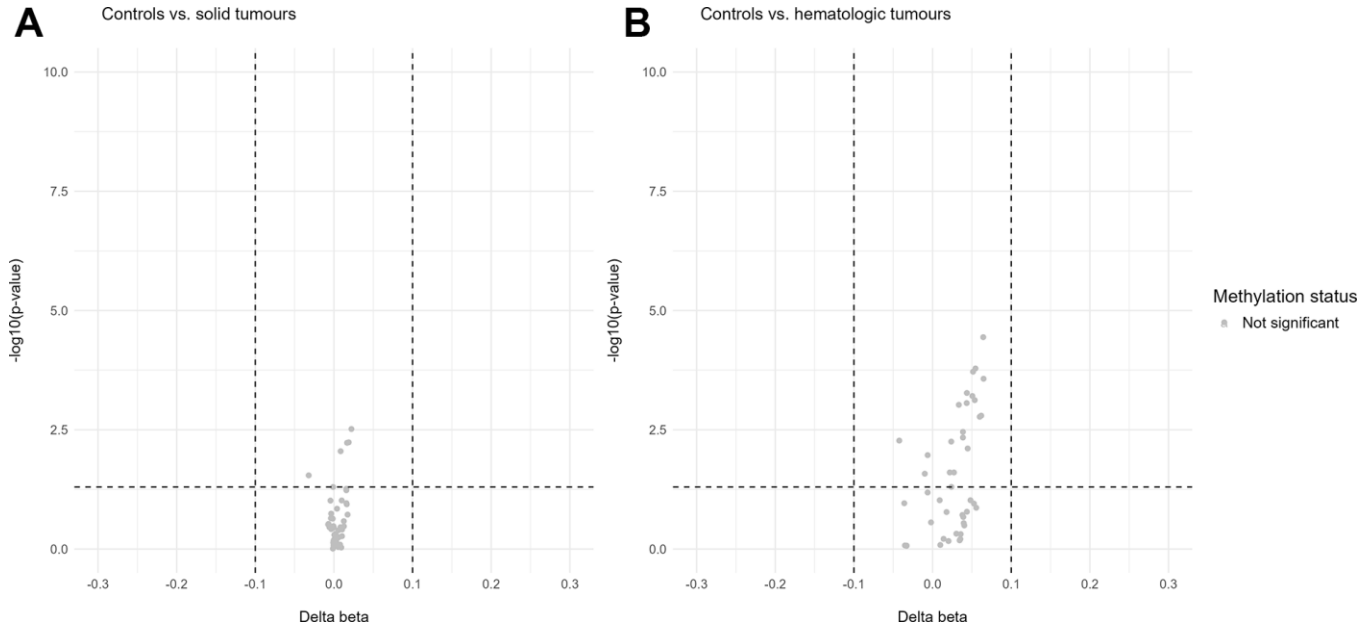 A Controls vs. solid tumours
10.0
7.5
5.0
2.5
0.0
-log10(p-value)
-0.3 -0.2 -0.1 0.0 0.1 0.2 0.3
Delta beta
B Controls vs. hematologic tumours
10.0
7.5
5.0
2.5
0.0
-log10(p-value)
-0.3 -0.2 -0.1 0.0 0.1 0.2 0.3
Delta beta
Methylation status
Not significant